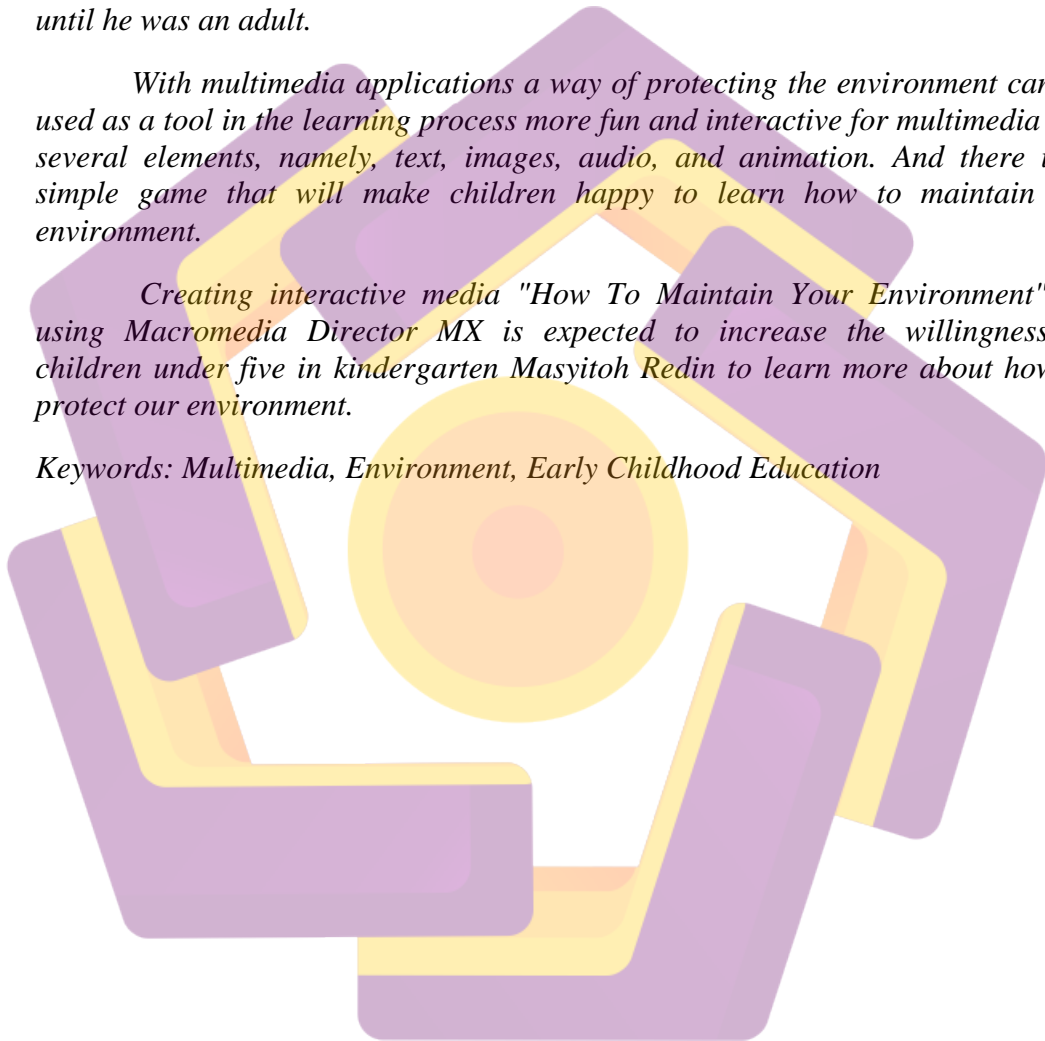 until he was an adult.
With multimedia applications a way of protecting the environment can
used as a tool in the learning process more fun and interactive for multimedia
several elements, namely, text, images, audio, and animation. And there
simple game that will make children happy to learn how to maintain
environment.
Creating interactive media "How To Maintain Your Environment"
using Macromedia Director MX is expected to increase the willingness
children under five in kindergarten Masyitoh Redin to learn more about how
protect our environment.
Keywords: Multimedia, Environment, Early Childhood Education